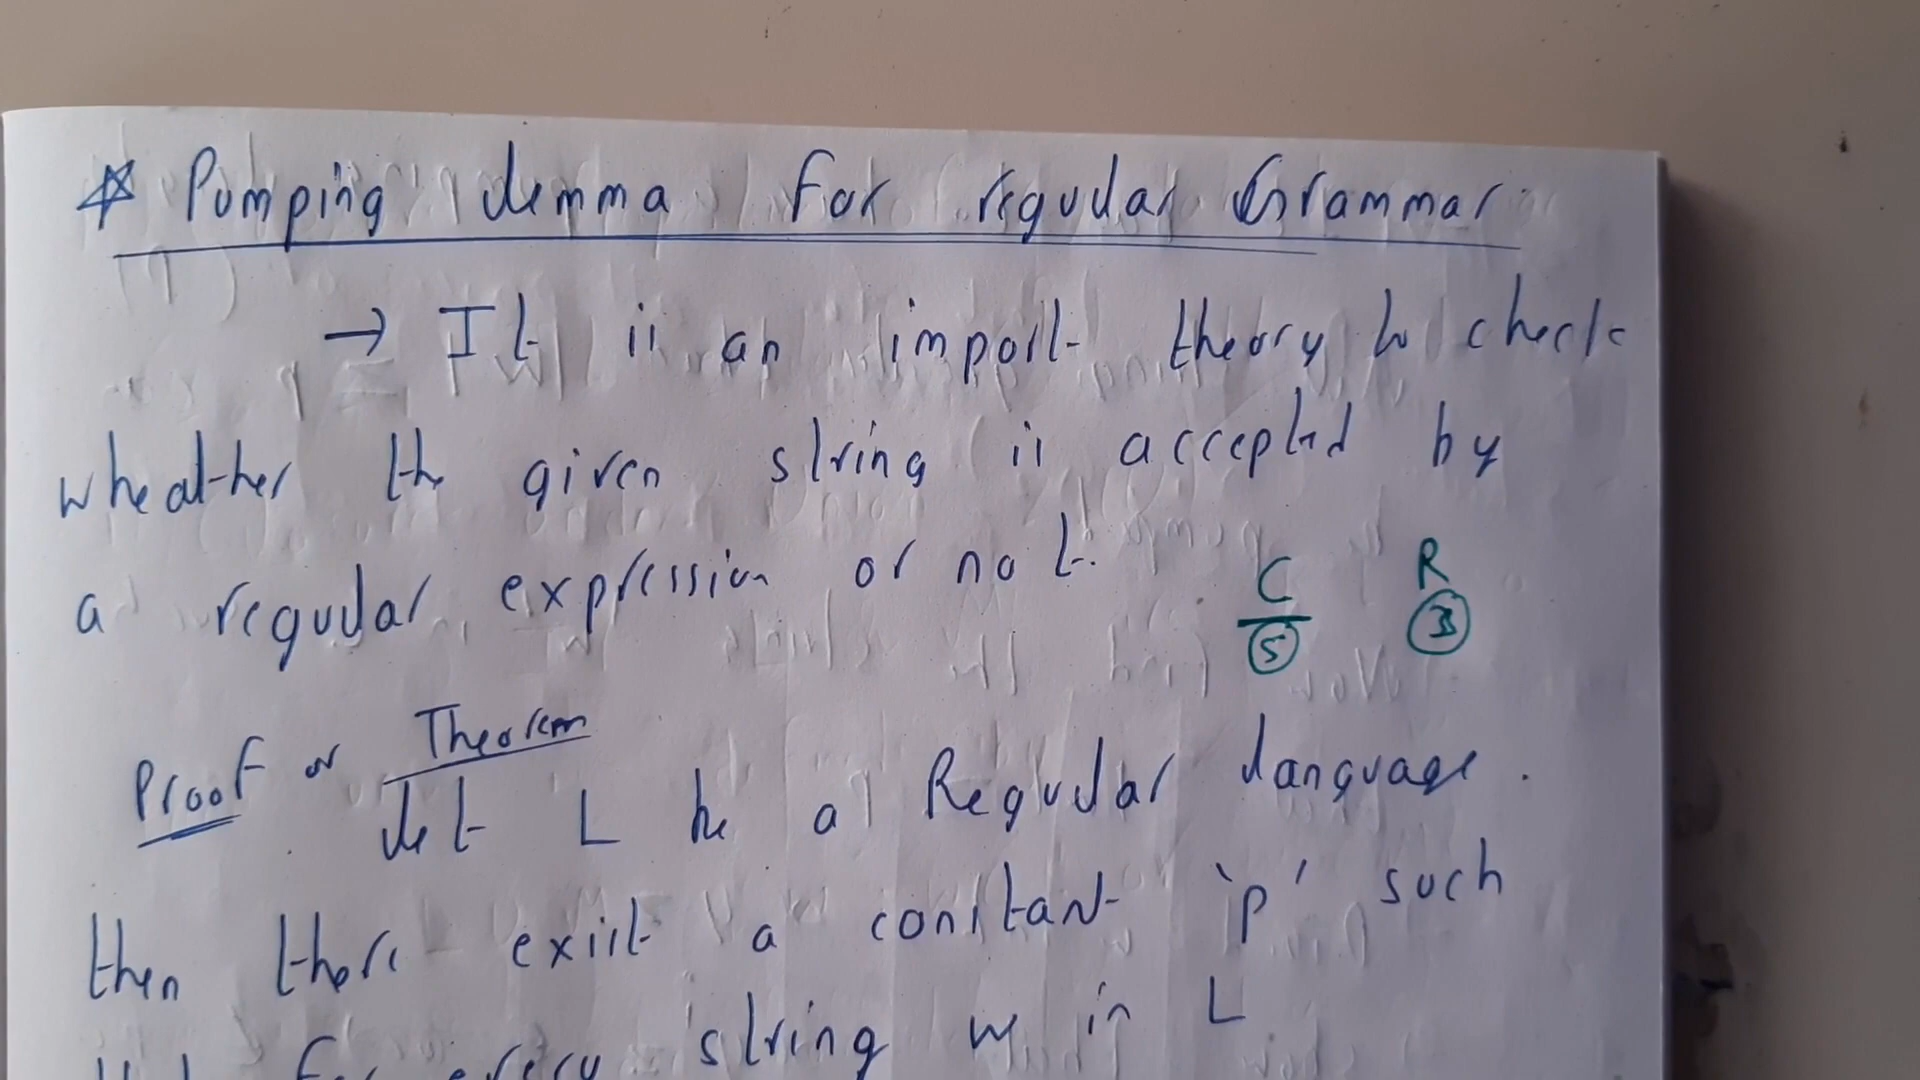 ☆ Pumping Lemma for regular Grammar
→ It is an import theory to check
wheather the given string is accepted by
a regular expression or not.
C R
5 3
Proof or Theorem
Let L be a Regular Language.
then there exist a constant 'p' such
for every string w in L